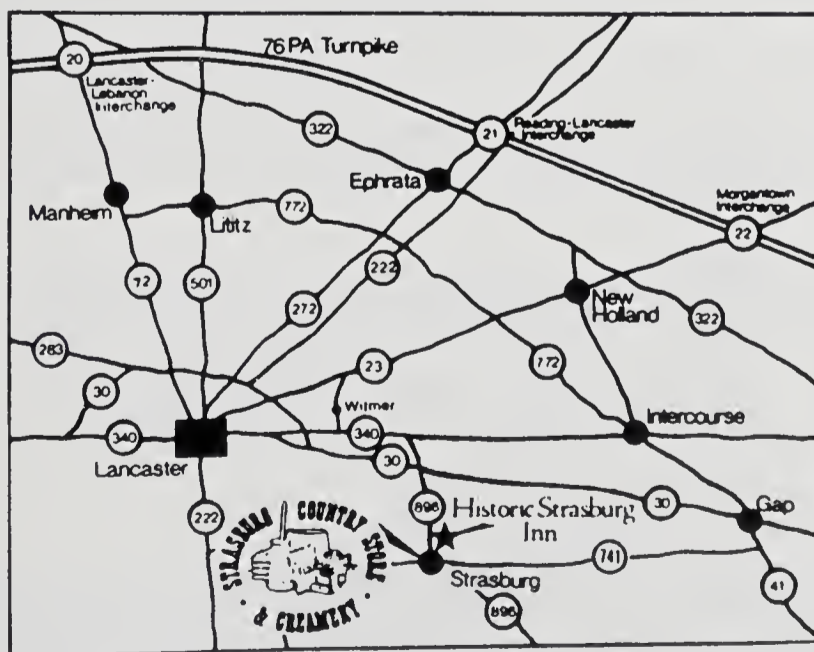 76 PA Turnpike
20
Lancaster-
Lebanon
Interchange
322
21
Reading-Lancaster
Interchange
Ephrata
Morgantown
Interchange
22
Manheim
Lititz
772
222
72
501
272
New
Holland
322
283
23
772
30
Witmer
340
340
Intercourse
Lancaster
30
222
896
Historic Strasburg
Inn
30
Gap
STRASBURG COUNTRY STORE
& CREAMERY
741
Strasburg
41
896